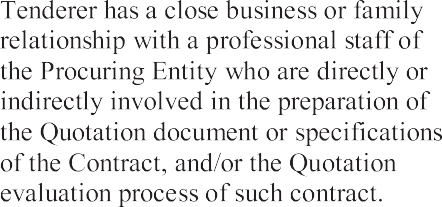 Tenderer has a close business or family
relationship with a professional staff of
the Procuring Entity who are directly or
indirectly involved in the preparation of
the Quotation document or specifications
of the Contract, and/or the Quotation
evaluation process of such contract.